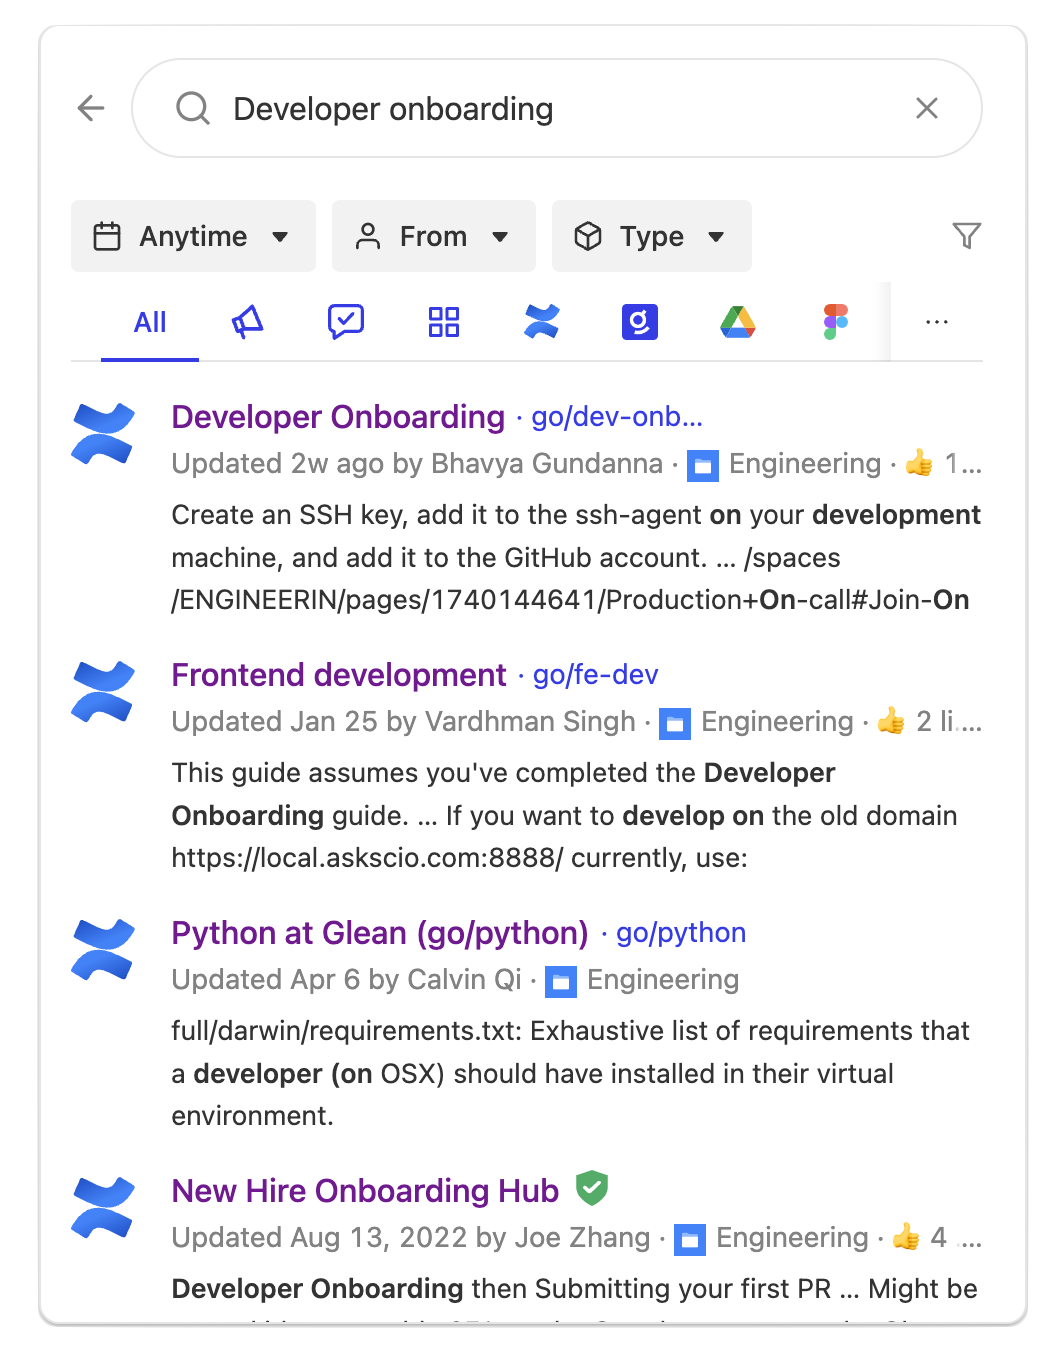 Developer onboarding
Anytime From Type
All ...
Developer Onboarding · go/dev-onb...
Updated 2w ago by Bhavya Gundanna · Engineering · 👍 1...
Create an SSH key, add it to the ssh-agent on your development
machine, and add it to the GitHub account. ... /spaces
/ENGINEERIN/pages/1740144641/Production+On-call#Join-On
Frontend development · go/fe-dev
Updated Jan 25 by Vardhman Singh · Engineering · 👍 2 li...
This guide assumes you've completed the Developer
Onboarding guide. ... If you want to develop on the old domain
https://local.askscio.com:8888/ currently, use:
Python at Glean (go/python) · go/python
Updated Apr 6 by Calvin Qi · Engineering
full/darwin/requirements.txt: Exhaustive list of requirements that
a developer (on OSX) should have installed in their virtual
environment.
New Hire Onboarding Hub
Updated Aug 13, 2022 by Joe Zhang · Engineering · 👍 4 ...
Developer Onboarding then Submitting your first PR ... Might be